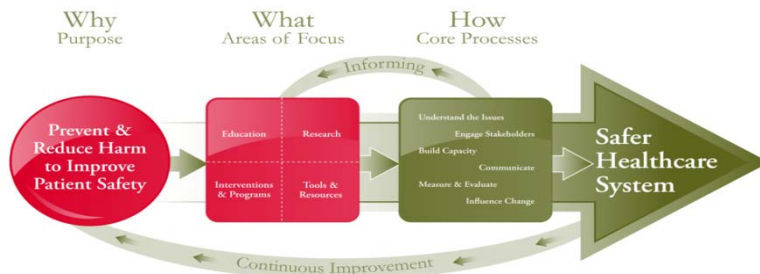 Why
Purpose
What
Areas of Focus
How
Core Processes
Informing
Prevent &
Reduce Harm
to Improve
Patient Safety
Education
Research
Interventions
& Programs
Tools &
Resources
Understand the Issues
Engage Stakeholders
Build Capacity
Communicate
Measure & Evaluate
Influence Change
Safer
Healthcare
System
Continuous Improvement